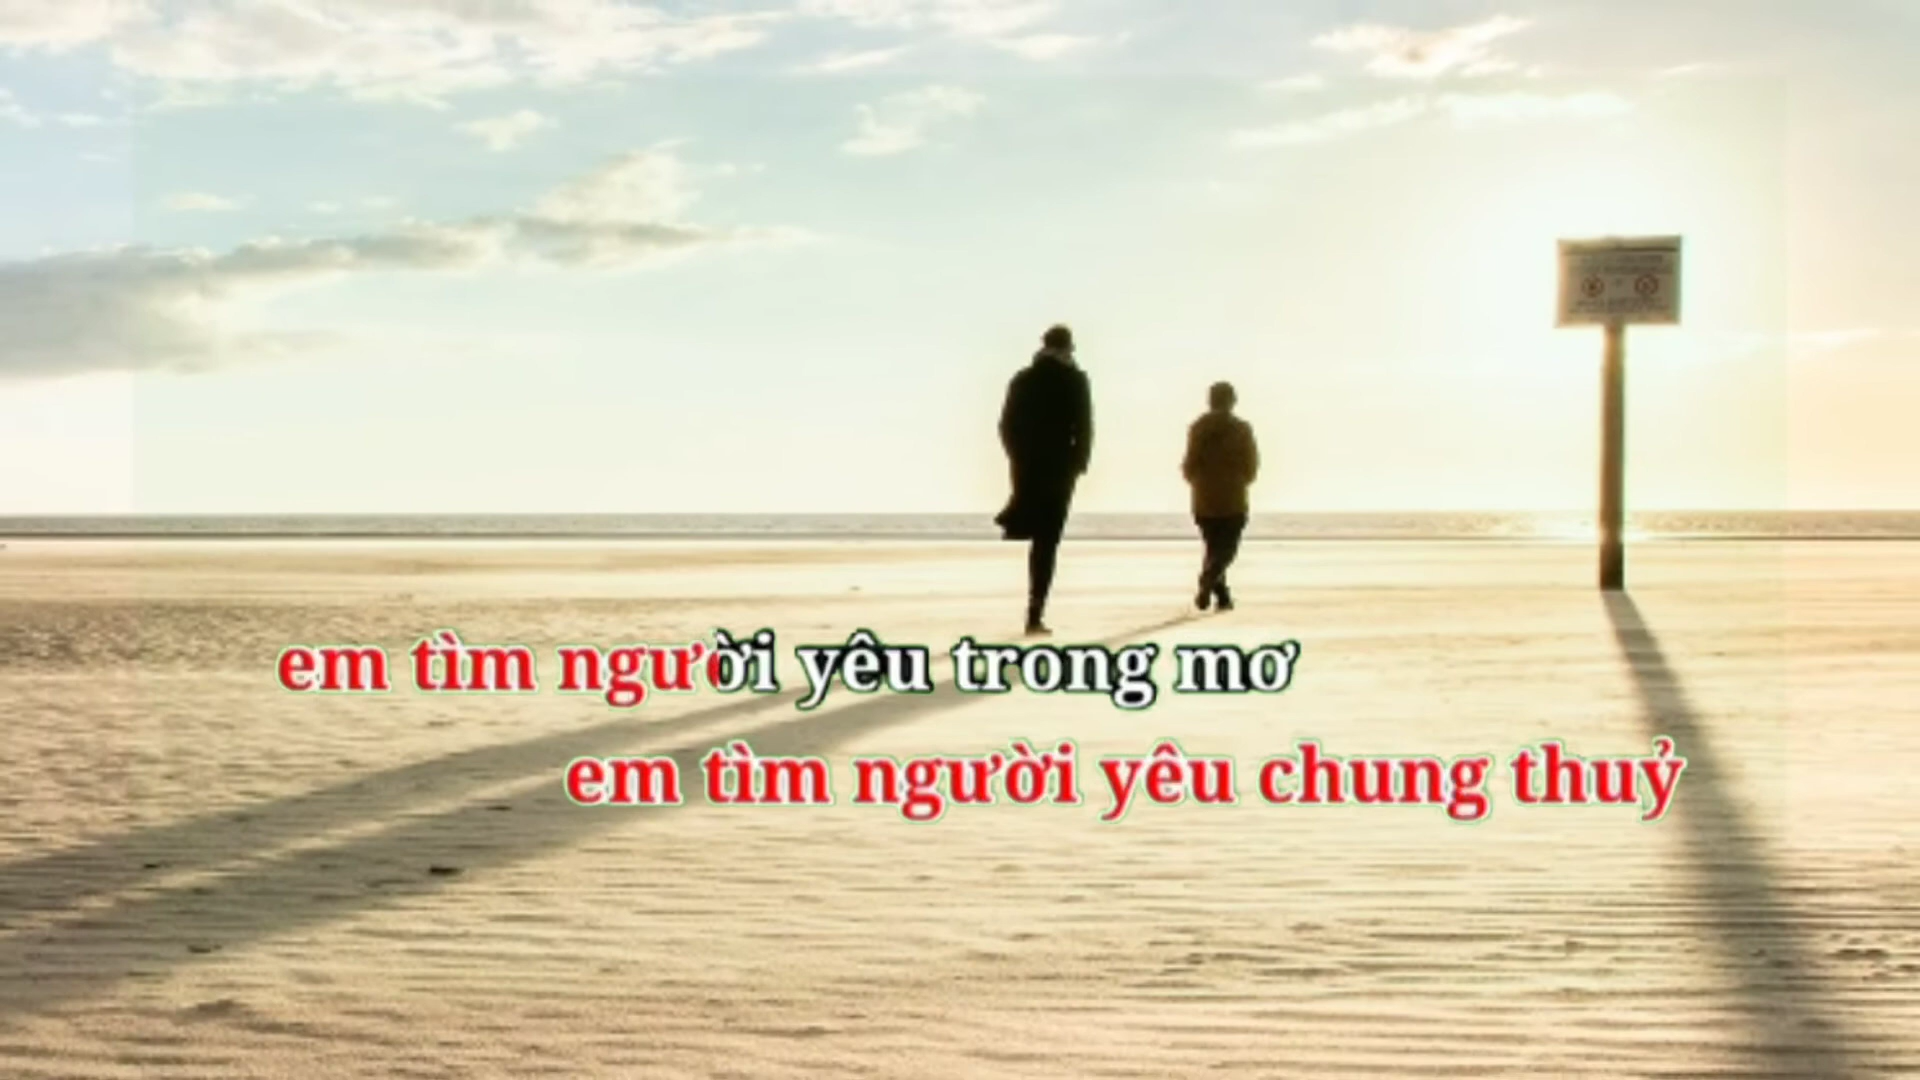 em tìm người yêu trong mơ
em tìm người yêu chung thuỷ